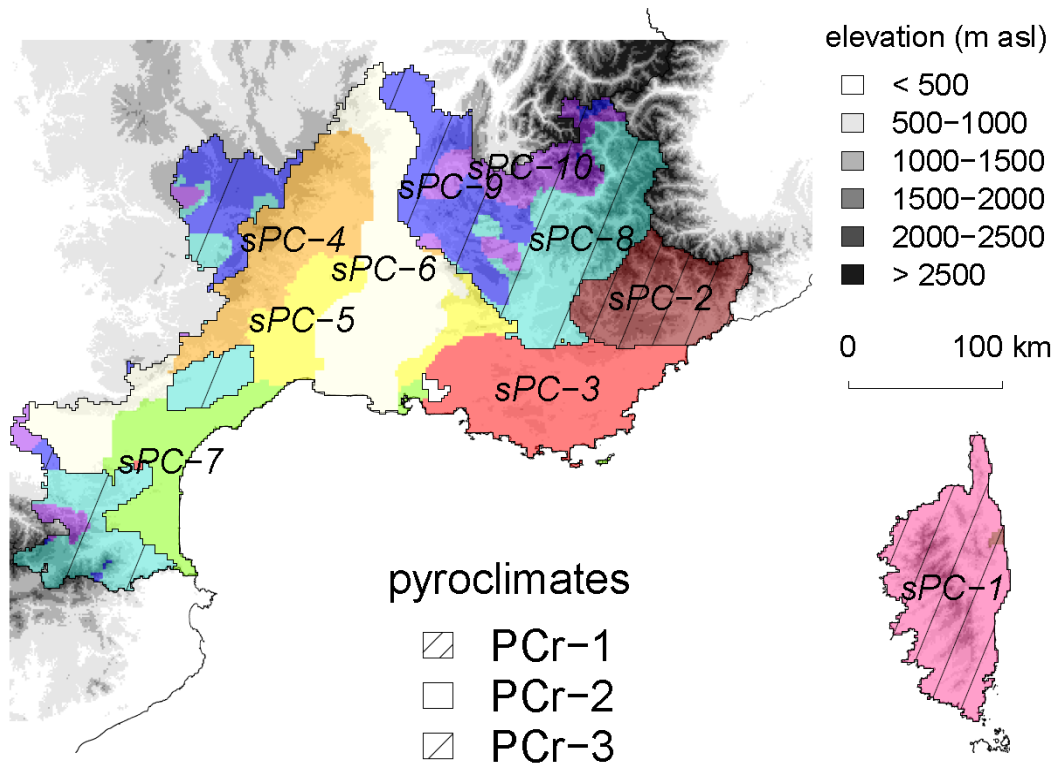 elevation (m asl)
< 500
500−1000
1000−1500
1500−2000
2000−2500
> 2500
0 100 km
sPC−10
sPC−9
sPC−4
sPC−8
sPC−6
sPC−2
sPC−5
sPC−3
sPC−7
sPC−1
pyroclimates
PCr−1
PCr−2
PCr−3